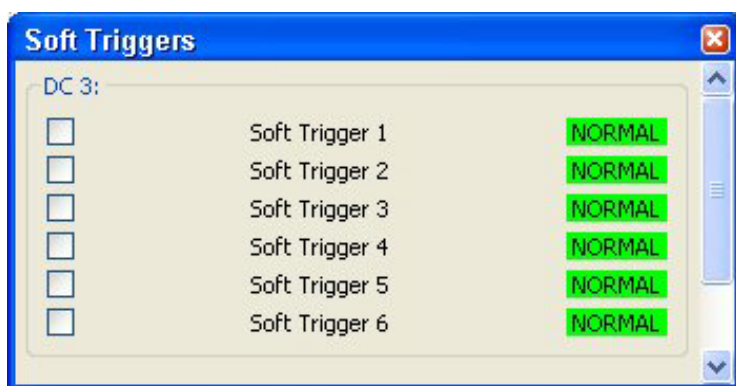 Soft Triggers
DC 3:
Soft Trigger 1 NORMAL
Soft Trigger 2 NORMAL
Soft Trigger 3 NORMAL
Soft Trigger 4 NORMAL
Soft Trigger 5 NORMAL
Soft Trigger 6 NORMAL